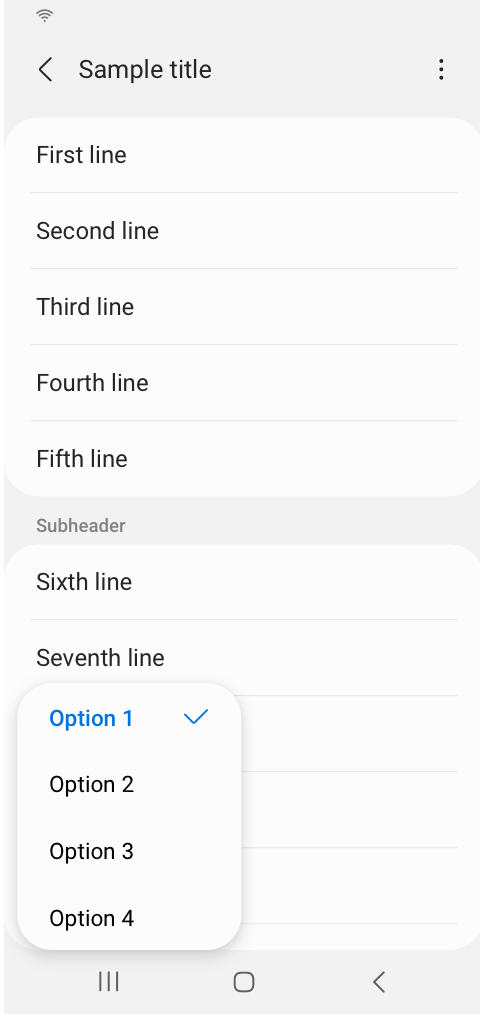 Sample title
First line
Second line
Third line
Fourth line
Fifth line
Subheader
Sixth line
Seventh line
Option 1
Option 2
Option 3
Option 4